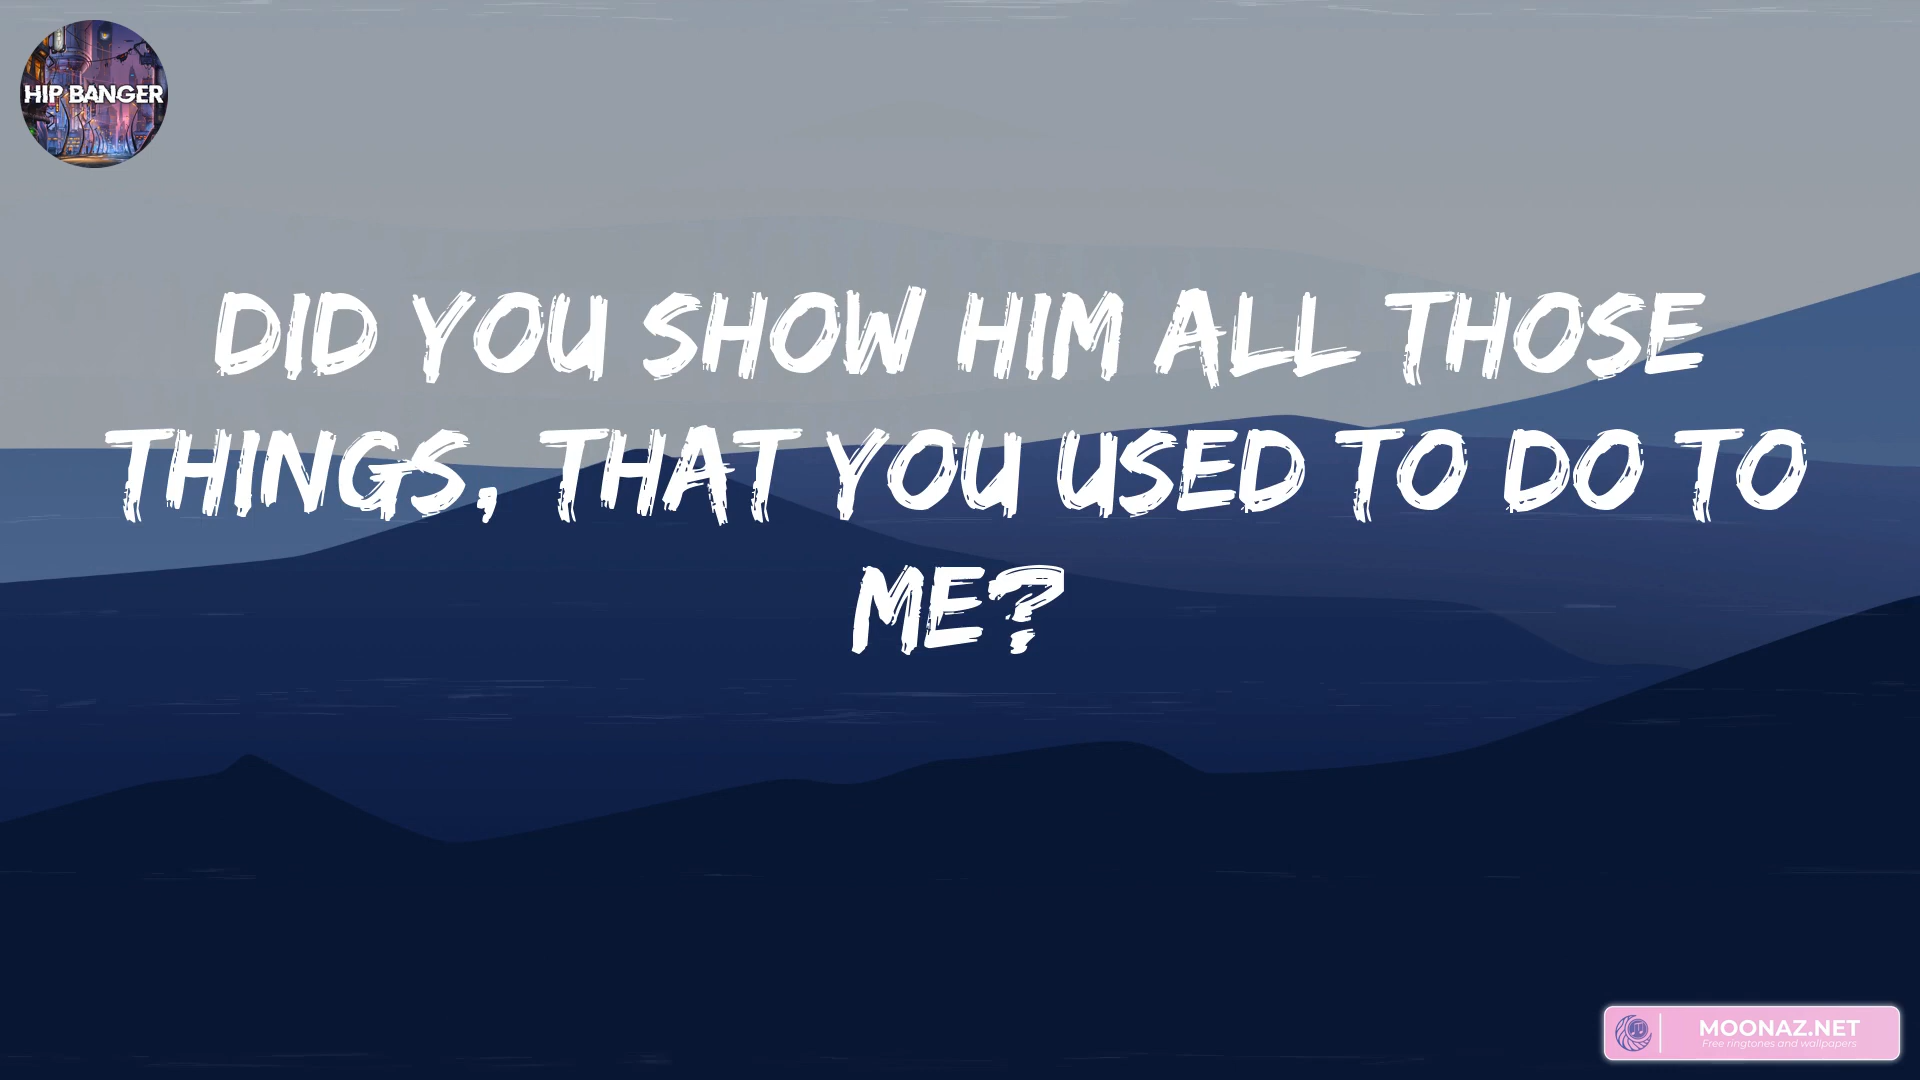 HIP BANGER
DID YOU SHOW HIM ALL THOSE
THINGS, THAT YOU USED TO DO TO
ME?
MOONAZ.NET
Free ringtones and wallpapers